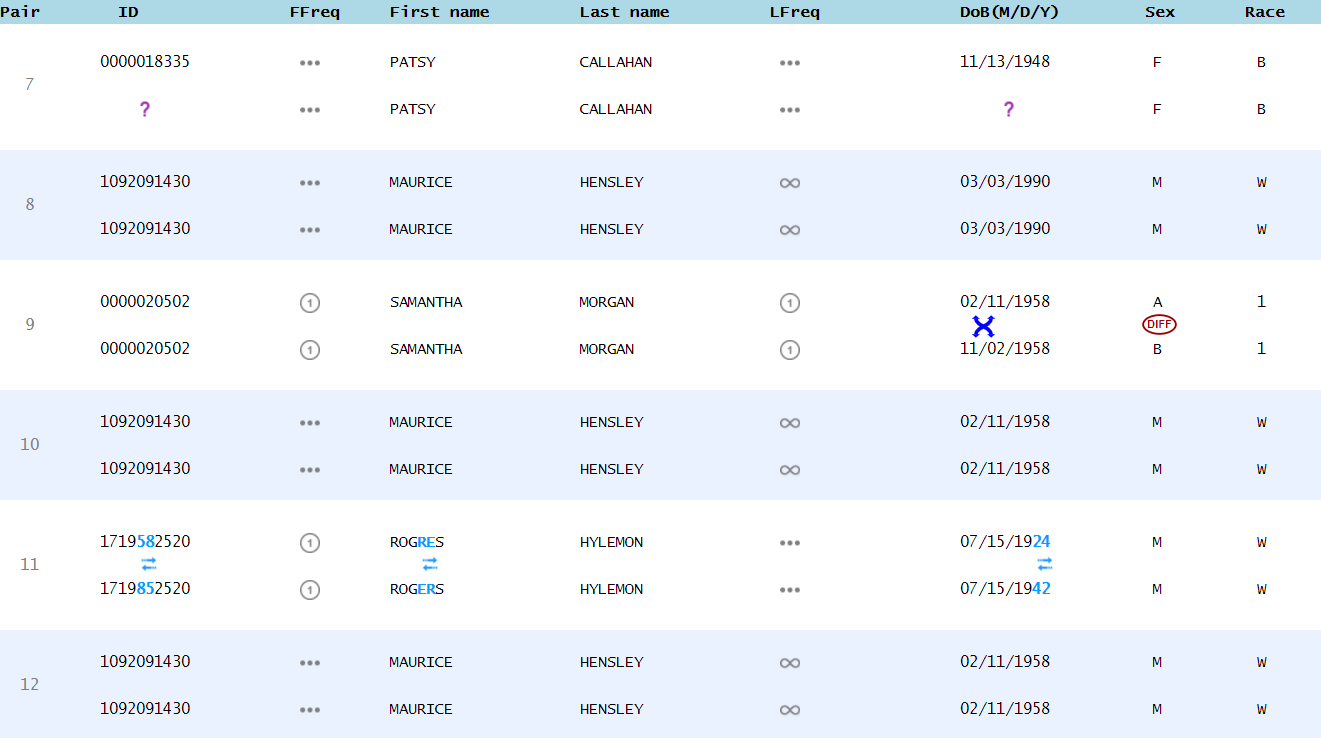 Pair ID FFreq First name Last name LFreq DoB(M/D/Y) Sex Race
0000018335 ••• PATSY CALLAHAN ••• 11/13/1948 F B
7
? ••• PATSY CALLAHAN ••• ? F B
1092091430 ••• MAURICE HENSLEY ∞ 03/03/1990 M W
8
1092091430 ••• MAURICE HENSLEY ∞ 03/03/1990 M W
0000020502 1 SAMANTHA MORGAN 1 02/11/1958 A 1
9 DIFF
0000020502 1 SAMANTHA MORGAN 1 11/02/1958 B 1
1092091430 ••• MAURICE HENSLEY ∞ 02/11/1958 M W
10
1092091430 ••• MAURICE HENSLEY ∞ 02/11/1958 M W
1719582520 1 ROGRES HYLEMON ••• 07/15/1924 M W
11
1719852520 1 ROGERS HYLEMON ••• 07/15/1942 M W
1092091430 ••• MAURICE HENSLEY ∞ 02/11/1958 M W
12
1092091430 ••• MAURICE HENSLEY ∞ 02/11/1958 M W